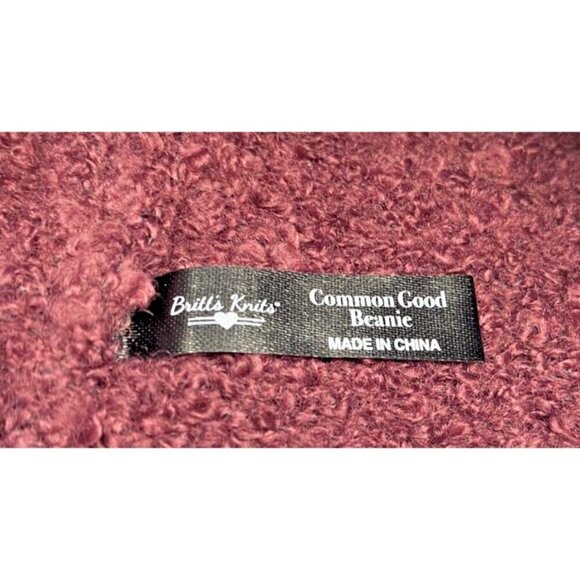 Britt's Knits®
Common Good
Beanie
MADE IN CHINA